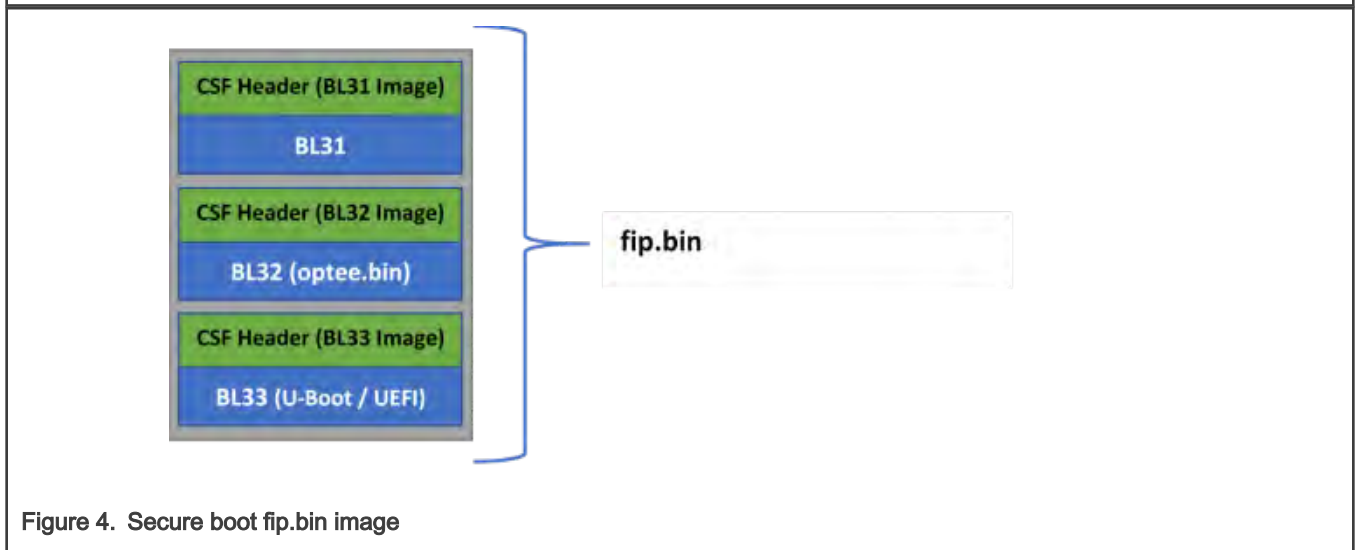 CSF Header (BL31 Image)
BL31
CSF Header (BL32 Image)
BL32 (optee.bin)
CSF Header (BL33 Image)
BL33 (U-Boot / UEFI)
fip.bin
Figure 4. Secure boot fip.bin image